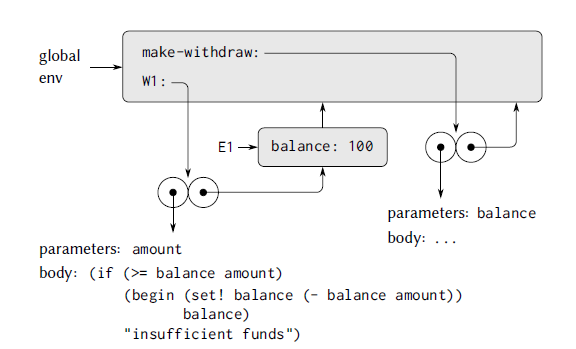 global
env
make-withdraw:
W1:
E1
balance: 100
parameters: balance
body: ...
parameters: amount
body: (if (>= balance amount)
(begin (set! balance (- balance amount))
balance)
"insufficient funds")